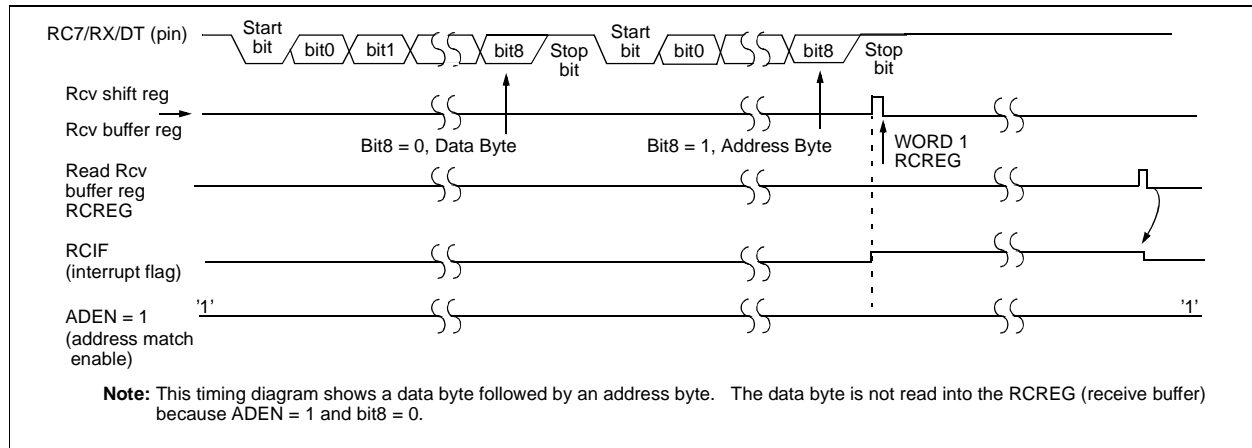 Start
bit
Start
bit
RC7/RX/DT (pin)
bit0
bit1
bit8
Stop
bit
bit0
bit8
Stop
bit
Rcv shift reg
Rcv buffer reg
Bit8 = 0, Data Byte
Bit8 = 1, Address Byte
WORD 1
RCREG
Read Rcv
buffer reg
RCREG
RCIF
(interrupt flag)
'1'
'1'
ADEN = 1
(address match
enable)
Note: This timing diagram shows a data byte followed by an address byte. The data byte is not read into the RCREG (receive buffer)
because ADEN = 1 and bit8 = 0.